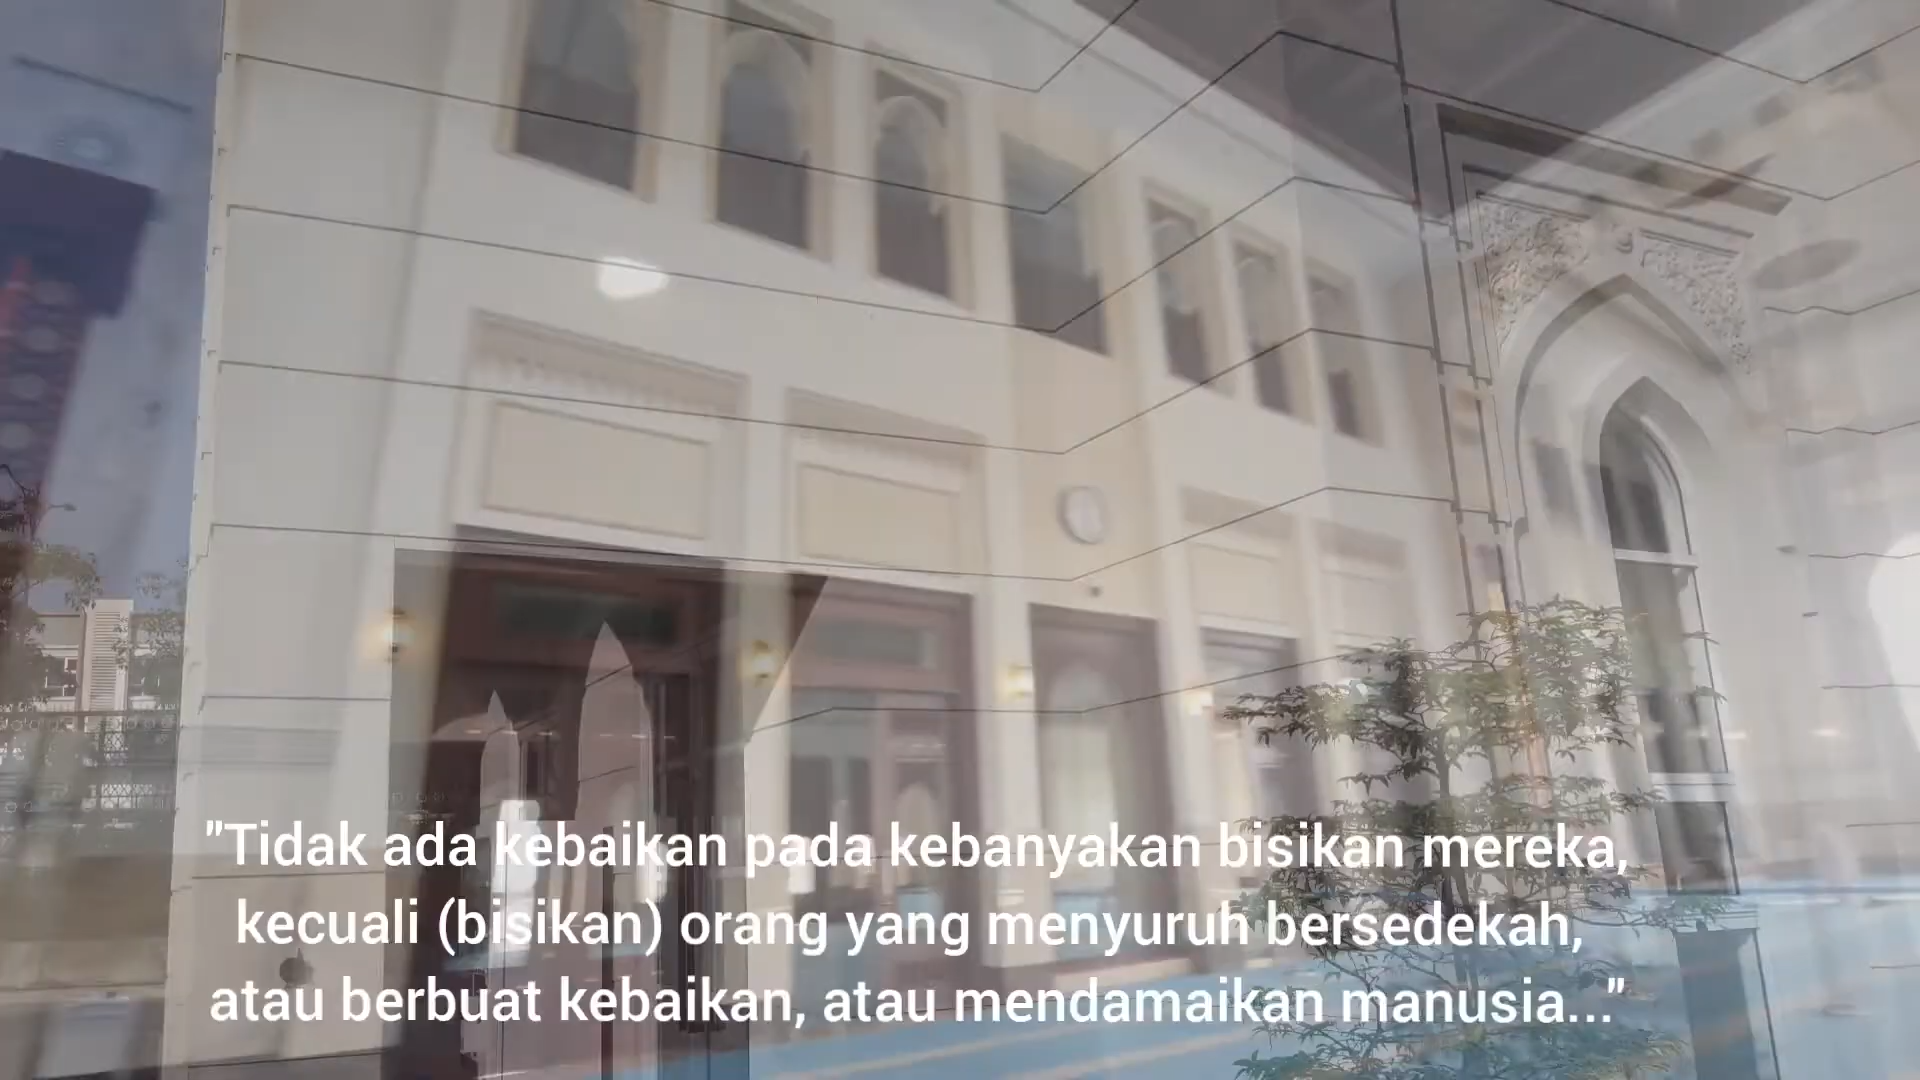 "Tidak ada kebaikan pada kebanyakan bisikan mereka,
kecuali (bisikan) orang yang menyuruh bersedekah,
atau berbuat kebaikan, atau mendamaikan manusia..."